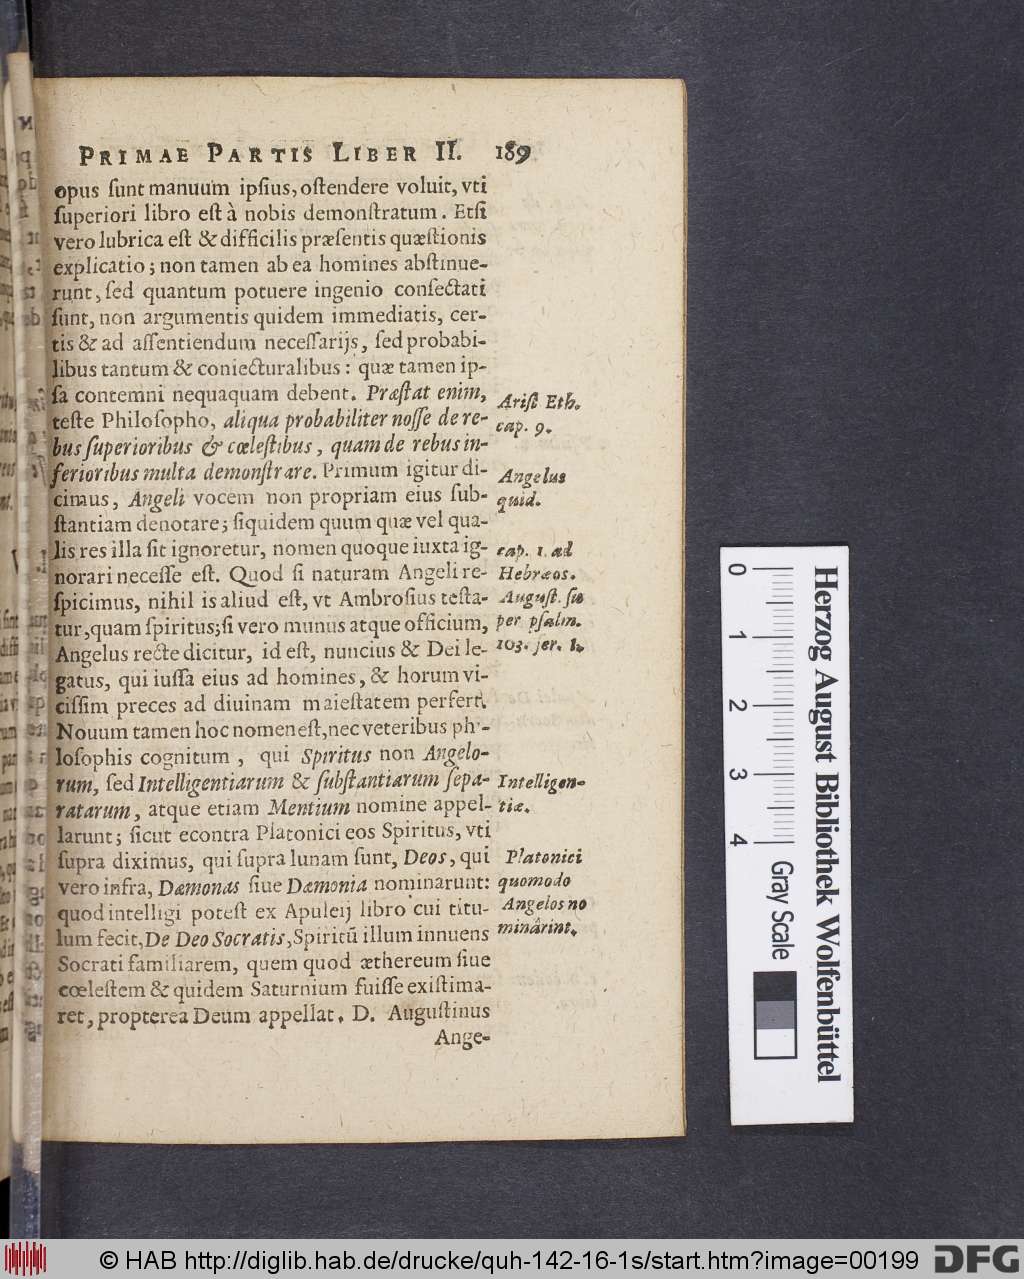 PRIMAE PARTIS LIBER II. 189
opus ſunt manuum ipſius, oſtendere voluit, vti
ſuperiori libro eſt à nobis demonſtratum. Etſi
vero lubrica eſt & difficilis præſentis quæſtionis
explicatio; non tamen ab ea homines abſtinue-
runt, ſed quantum potuere ingenio conſectati
ſunt, non argumentis quidem immediatis, cer-
tis & ad aſſentiendum neceſſarijs, ſed probabi-
libus tantum & coniecturalibus: quæ tamen ip-
ſa contemni nequaquam debent. Præſtat enim,
teſte Philoſopho, aliqua probabiliter noſſe de re-
bus ſuperioribus & cœleſtibus, quam de rebus in-
ferioribus multa demonſtrare. Primum igitur di-
cimus, Angeli vocem non propriam eius ſub-
ſtantiam denotare; ſiquidem quum quæ vel qua-
lis res illa ſit ignoretur, nomen quoque iuxta ig-
norari neceſſe eſt. Quod ſi naturam Angeli re-
ſpicimus, nihil is aliud eſt, vt Ambroſius teſta-
tur, quam ſpiritus; ſi vero munus atque officium,
Angelus recte dicitur, id eſt, nuncius & Dei le-
gatus, qui iuſſa eius ad homines, & horum vi-
ciſſim preces ad diuinam maieſtatem perfert.
Nouum tamen hoc nomen eſt, nec veteribus phi-
loſophis cognitum, qui Spiritus non Angelo-
rum, ſed Intelligentiarum & ſubſtantiarum ſepa-
ratarum, atque etiam Mentium nomine appel-
larunt; ſicut econtra Platonici eos Spiritus, vti
ſupra diximus, qui ſupra lunam ſunt, Deos, qui
vero infra, Dæmonas ſiue Dæmonia nominarunt:
quod intelligi poteſt ex Apuleij libro cui titu-
lum fecit, De Deo Socratis, Spiritū illum innuens
Socrati familiarem, quem quod æthereum ſiue
cœleſtem & quidem Saturnium fuiſſe exiſtima-
ret, propterea Deum appellat. D. Auguſtinus
Ange-
Ariſt Eth.
cap. 9.
Angelus
quid.
cap. 1. ad
Hebræos.
Auguſt. ſu
per pſalm.
103. ſer. 1.
Intelligen-
tiæ.
Platonici
quomodo
Angelos no
minârint.
0 1 2 3 4
Gray Scale
Herzog August Bibliothek Wolfenbüttel
© HAB http://diglib.hab.de/drucke/quh-142-16-1s/start.htm?image=00199
DFG